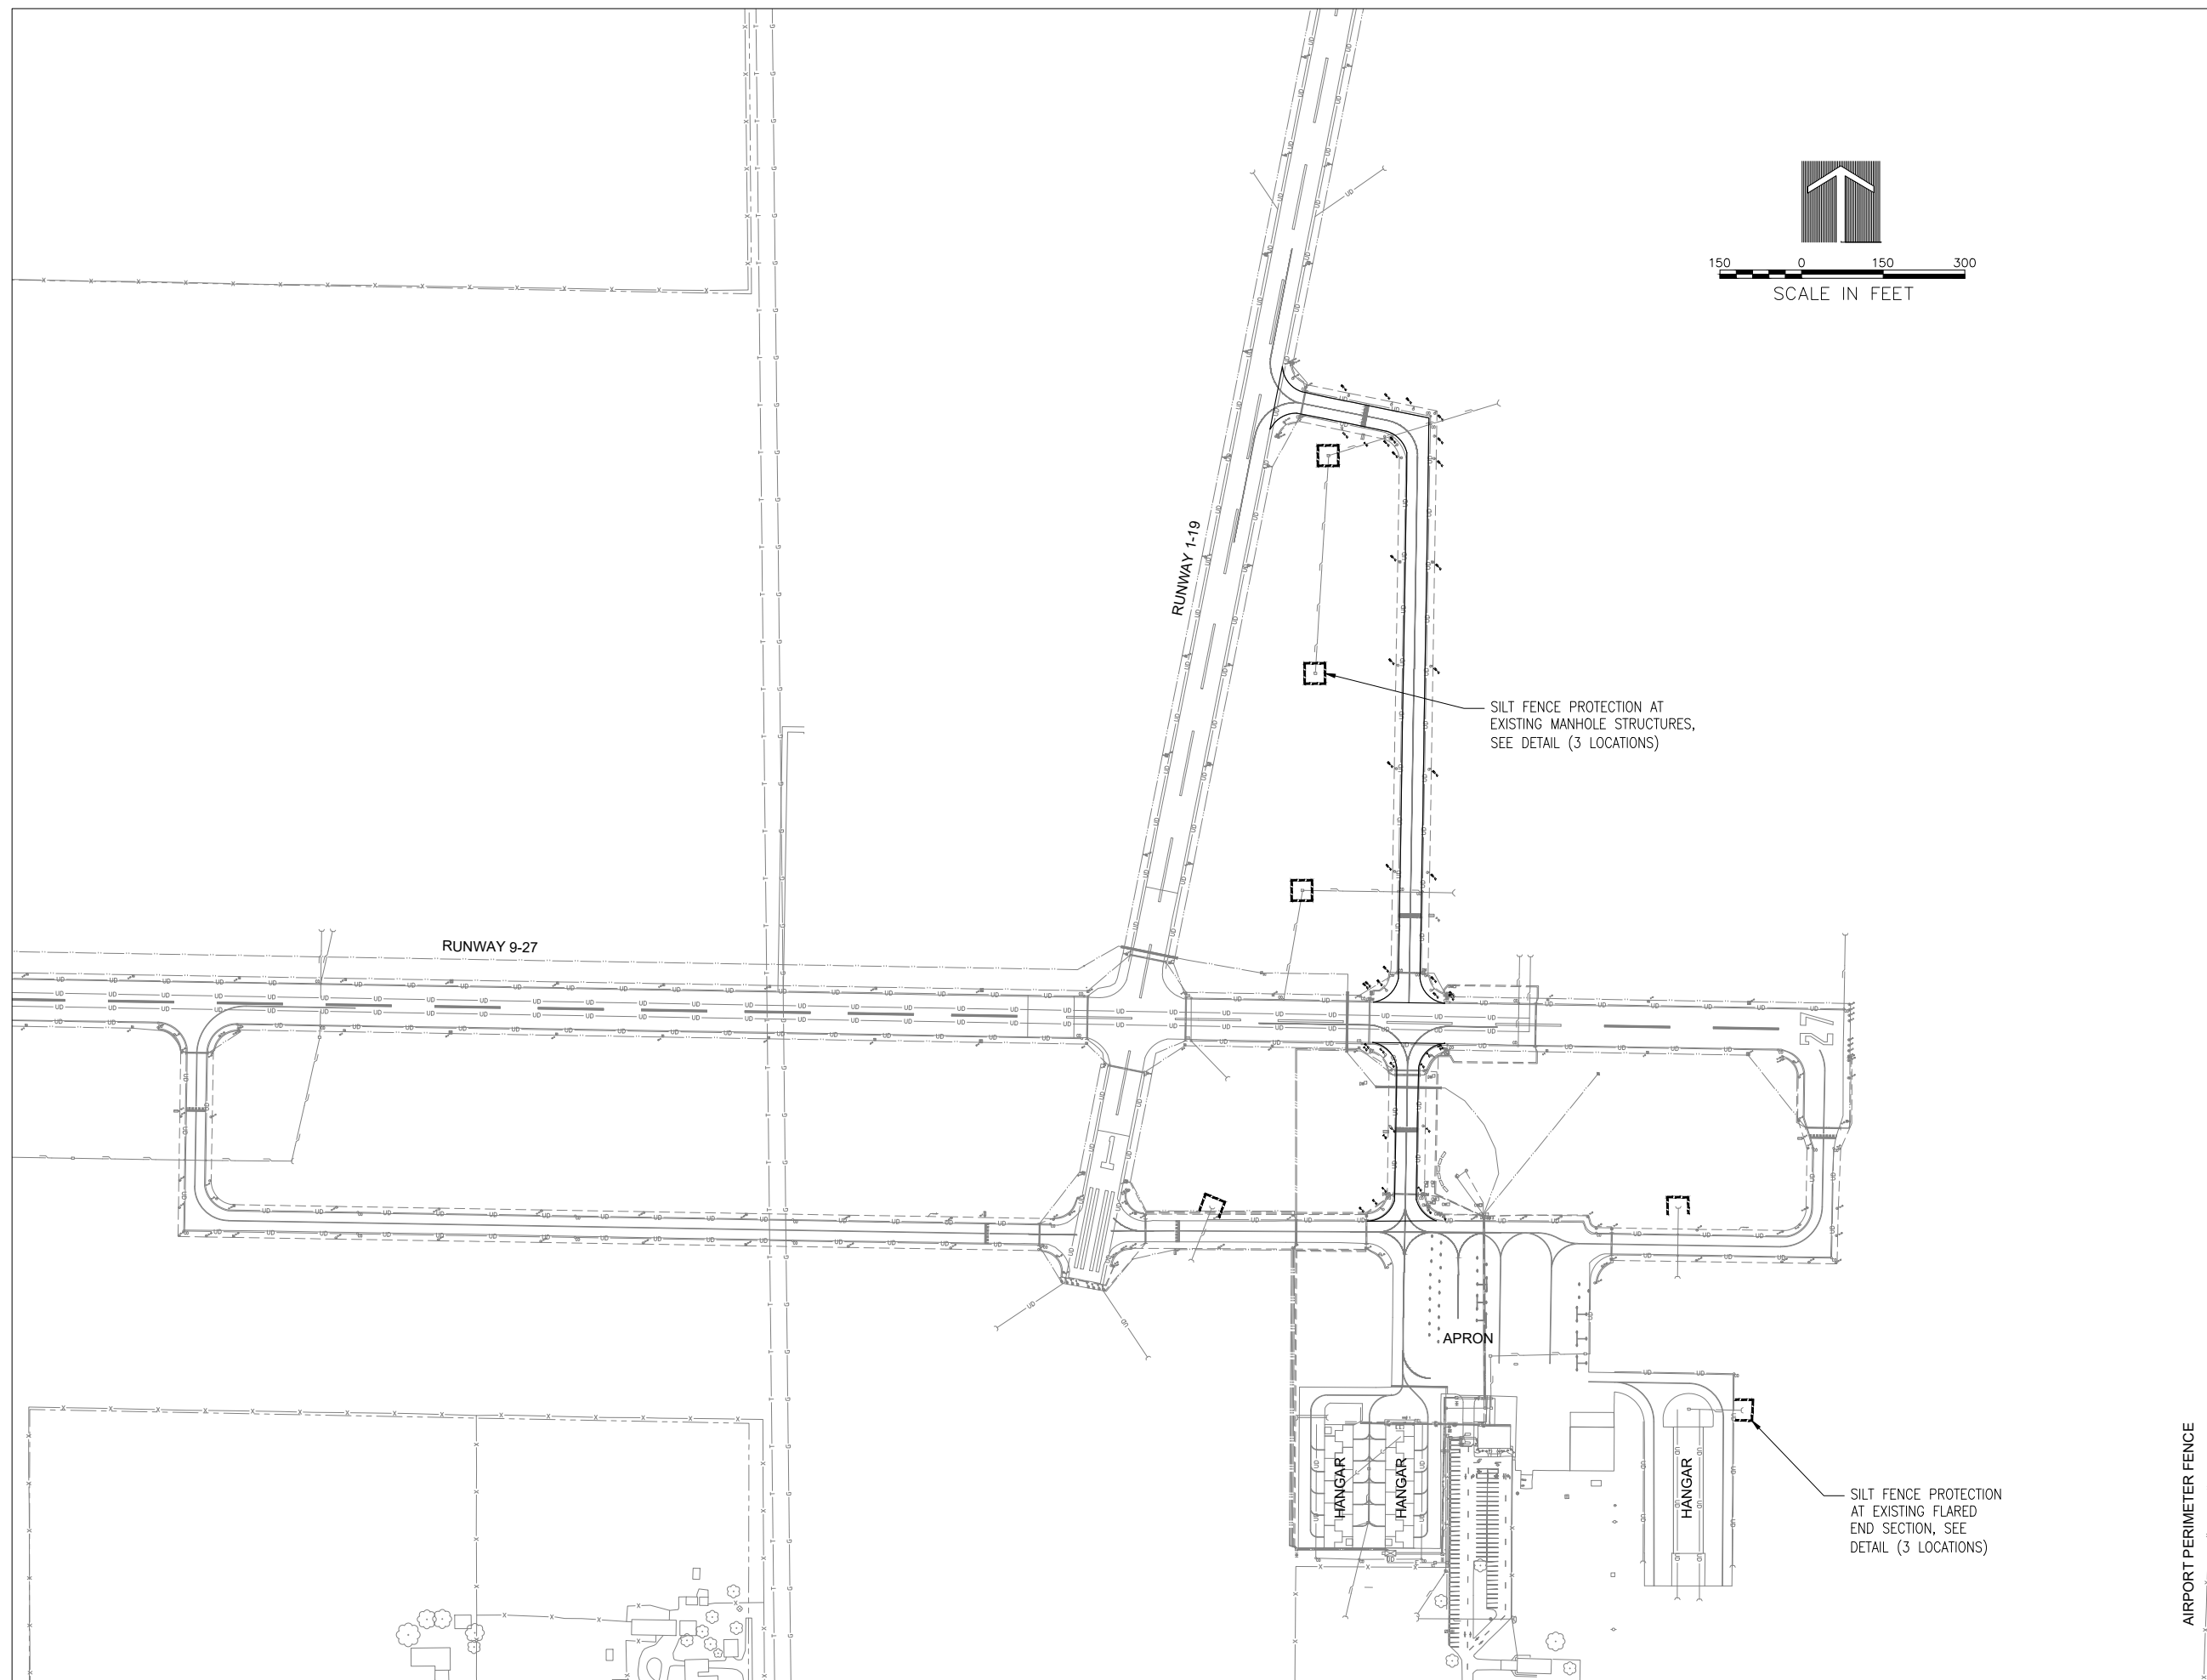 150 0 150 300
SCALE IN FEET
RUNWAY 1-19
SILT FENCE PROTECTION AT
EXISTING MANHOLE STRUCTURES,
SEE DETAIL (3 LOCATIONS)
RUNWAY 9-27
27
1
APRON
HANGAR
HANGAR
HANGAR
SILT FENCE PROTECTION
AT EXISTING FLARED
END SECTION, SEE
DETAIL (3 LOCATIONS)
AIRPORT PERIMETER FENCE